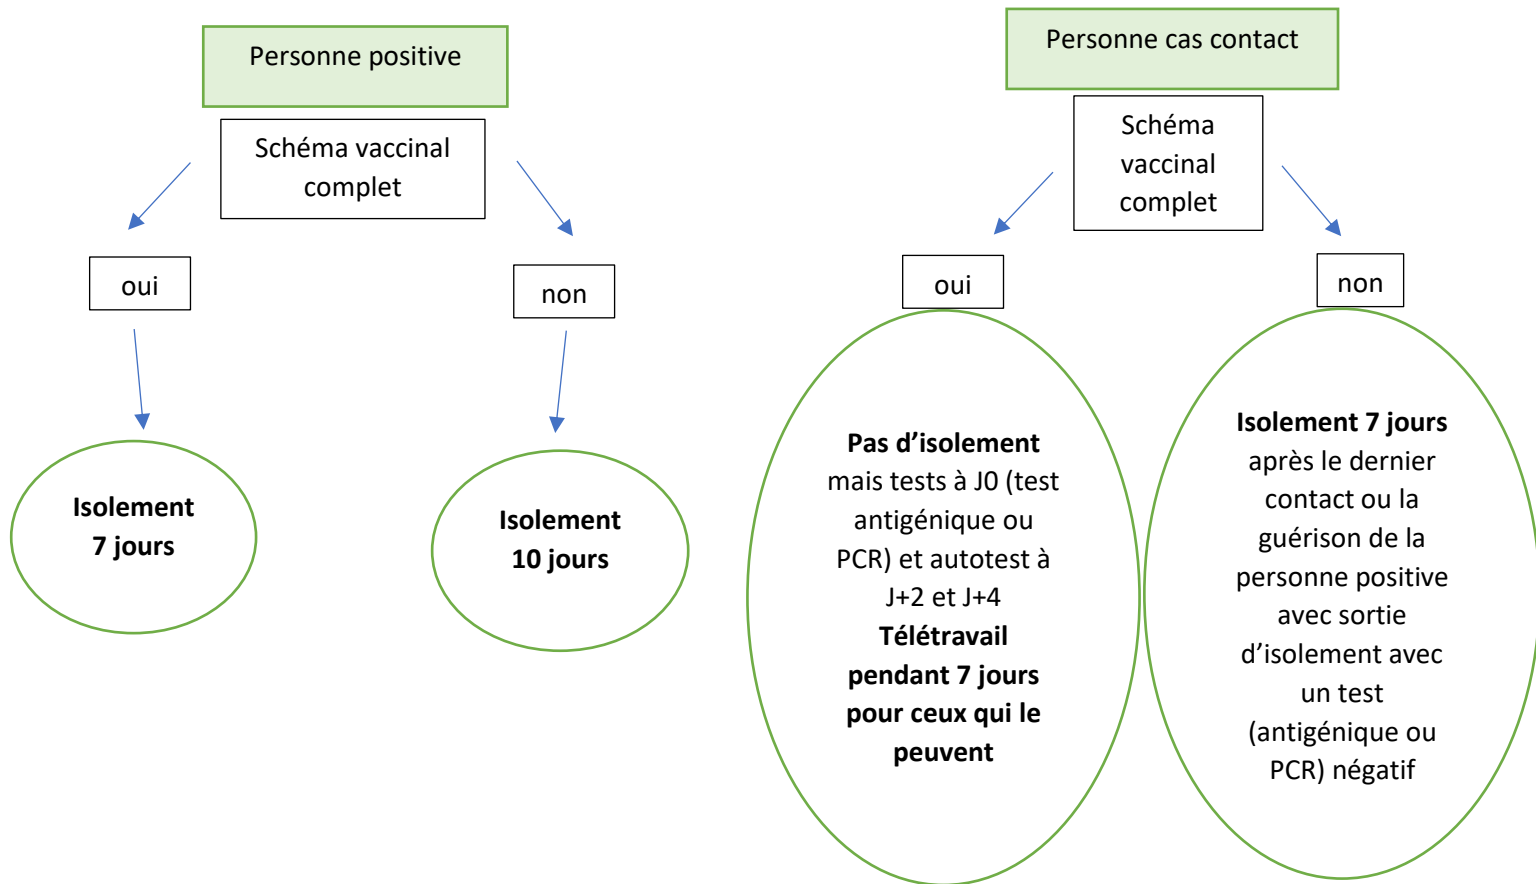 Personne positive
Schéma vaccinal
complet
oui
non
Isolement
7 jours
Isolement
10 jours
Personne cas contact
Schéma
vaccinal
complet
oui
non
Pas d’isolement
mais tests à J0 (test
antigénique ou
PCR) et autotest à
J+2 et J+4
Télétravail
pendant 7 jours
pour ceux qui le
peuvent
Isolement 7 jours
après le dernier
contact ou la
guérison de la
personne positive
avec sortie
d’isolement avec
un test
(antigénique ou
PCR) négatif